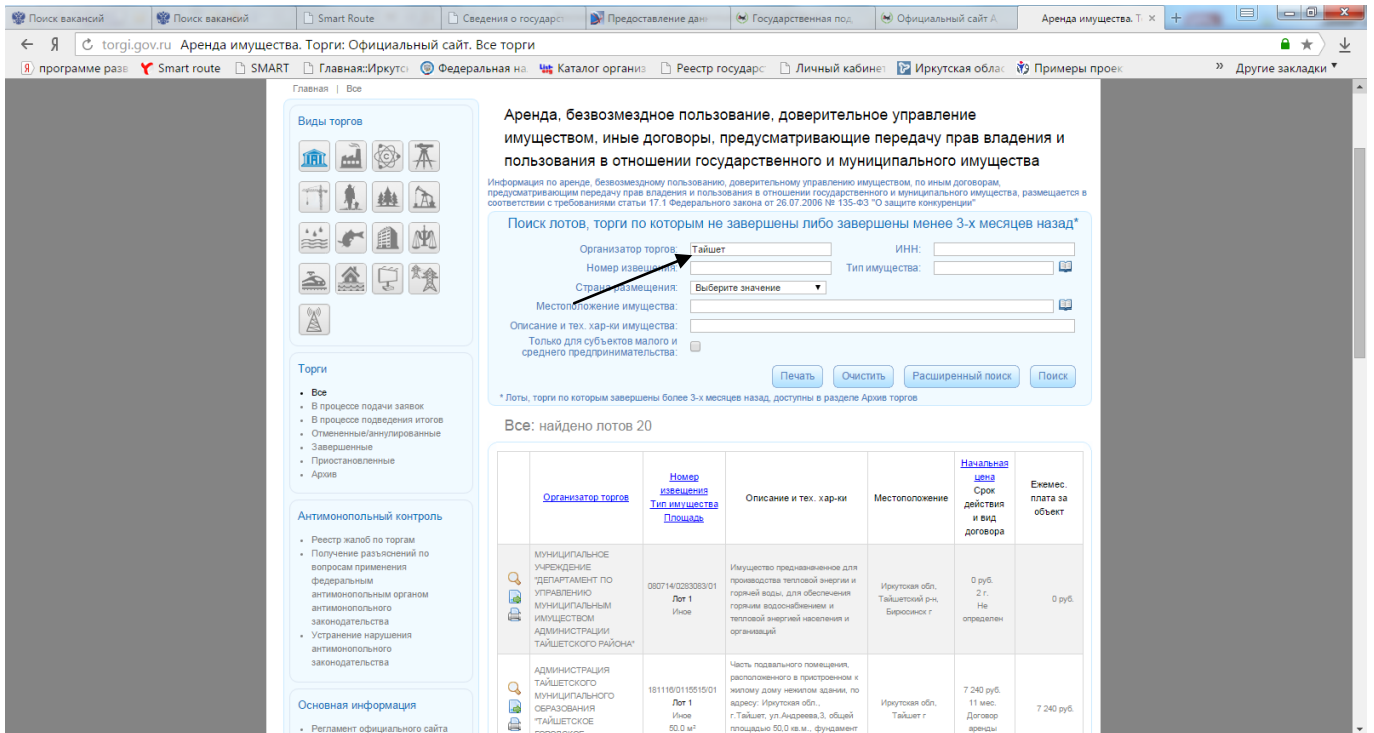 Поиск вакансий
Поиск вакансий
Smart Route
Сведения о государст
Предоставление дан
Государственная под
Официальный сайт А
Аренда имущества. Т
torgi.gov.ru Аренда имущества. Торги: Официальный сайт. Все торги
программе разв
Smart route
SMART
Главная::Иркутс
Федеральная на
Каталог организ
Реестр государс
Личный кабинет
Иркутская облас
Примеры проек
» Другие закладки
Главная | Все
Виды торгов
Торги
Все
В процессе подачи заявок
В процессе подведения итогов
Отмененные/аннулированные
Завершенные
Приостановленные
Архив
Антимонопольный контроль
Реестр жалоб по торгам
Получение разъяснений по
вопросам применения
федеральным
антимонопольным органом
антимонопольного
законодательства
Устранение нарушения
антимонопольного
законодательства
Основная информация
Регламент официального сайта
Аренда, безвозмездное пользование, доверительное управление
имуществом, иные договоры, предусматривающие передачу прав владения и
пользования в отношении государственного и муниципального имущества
Информация по аренде, безвозмездному пользованию, доверительному управлению имуществом, по иным договорам,
предусматривающим передачу прав владения и пользования в отношении государственного и муниципального имущества, размещается в
соответствии с требованиями статьи 17.1 Федерального закона от 26.07.2006 № 135-ФЗ "О защите конкуренции"
Поиск лотов, торги по которым не завершены либо завершены менее 3-х месяцев назад*
Организатор торгов: Тайшет ИНН:
Номер извещения: Тип имущества:
Страна размещения: Выберите значение
Местоположение имущества:
Описание и тех. хар-ки имущества:
Только для субъектов малого и
среднего предпринимательства:
Печать Очистить Расширенный поиск Поиск
* Лоты, торги по которым завершены более 3-х месяцев назад, доступны в разделе Архив торгов
Все: найдено лотов 20
Организатор торгов
Номер
извещения
Тип имущества
Площадь
Описание и тех. хар-ки
Местоположение
Начальная
цена
Срок
действия
и вид
договора
Ежемес.
плата за
объект
МУНИЦИПАЛЬНОЕ
УЧРЕЖДЕНИЕ
"ДЕПАРТАМЕНТ ПО
УПРАВЛЕНИЮ
МУНИЦИПАЛЬНЫМ
ИМУЩЕСТВОМ
АДМИНИСТРАЦИИ
ТАЙШЕТСКОГО РАЙОНА"
080714/0283083/01
Лот 1
Иное
Имущество предназначенное для
производства тепловой энергии и
горячей воды, для обеспечения
горячим водоснабжением и
тепловой энергией населения и
организаций
Иркутская обл,
Тайшетский р-н,
Бирюсинск г
0 руб.
2 г.
Не
определен
0 руб.
АДМИНИСТРАЦИЯ
ТАЙШЕТСКОГО
МУНИЦИПАЛЬНОГО
ОБРАЗОВАНИЯ
"ТАЙШЕТСКОЕ
181116/0115515/01
Лот 1
Иное
50.0 м²
Часть подвального помещения,
расположенного в пристроенном к
жилому дому нежилом здании, по
адресу: Иркутская обл.,
г.Тайшет, ул.Андреева,3, общей
площадью 50,0 кв.м., фундамент
Иркутская обл,
Тайшет г
7 240 руб.
11 мес.
Договор
аренды
7 240 руб.